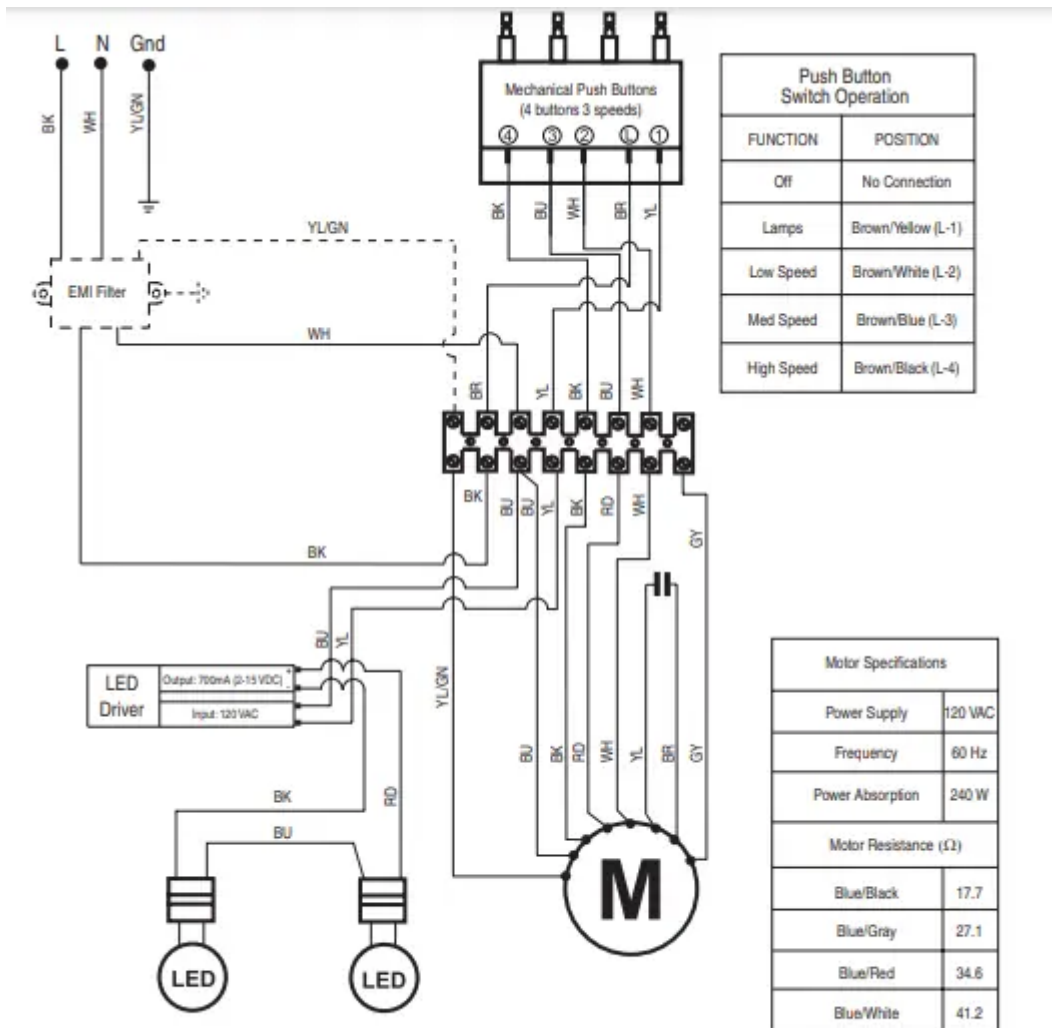 L N Gnd
BK
WH
YL/GN
YL/GN
EMI Filter
WH
BK
Mechanical Push Buttons
(4 buttons 3 speeds)
4 3 2 L 1
BK
BU
WH
BR
YL
BR
YL
BK
BU
WH
BK
BU
BU
YL
BK
RD
WH
GY
BU
YL
LED
Driver
Output: 700mA (2-15 VDC)
+
-
Input: 120 VAC
YL/GN
BU
BK
RD
WH
YL
BR
GY
BK
RD
BU
LED
LED
M
Push Button
Switch Operation
FUNCTION POSITION
Off No Connection
Lamps Brown/Yellow (L-1)
Low Speed Brown/White (L-2)
Med Speed Brown/Blue (L-3)
High Speed Brown/Black (L-4)
Motor Specifications
Power Supply 120 VAC
Frequency 60 Hz
Power Absorption 240 W
Motor Resistance (Ω)
Blue/Black 17.7
Blue/Gray 27.1
Blue/Red 34.6
Blue/White 41.2